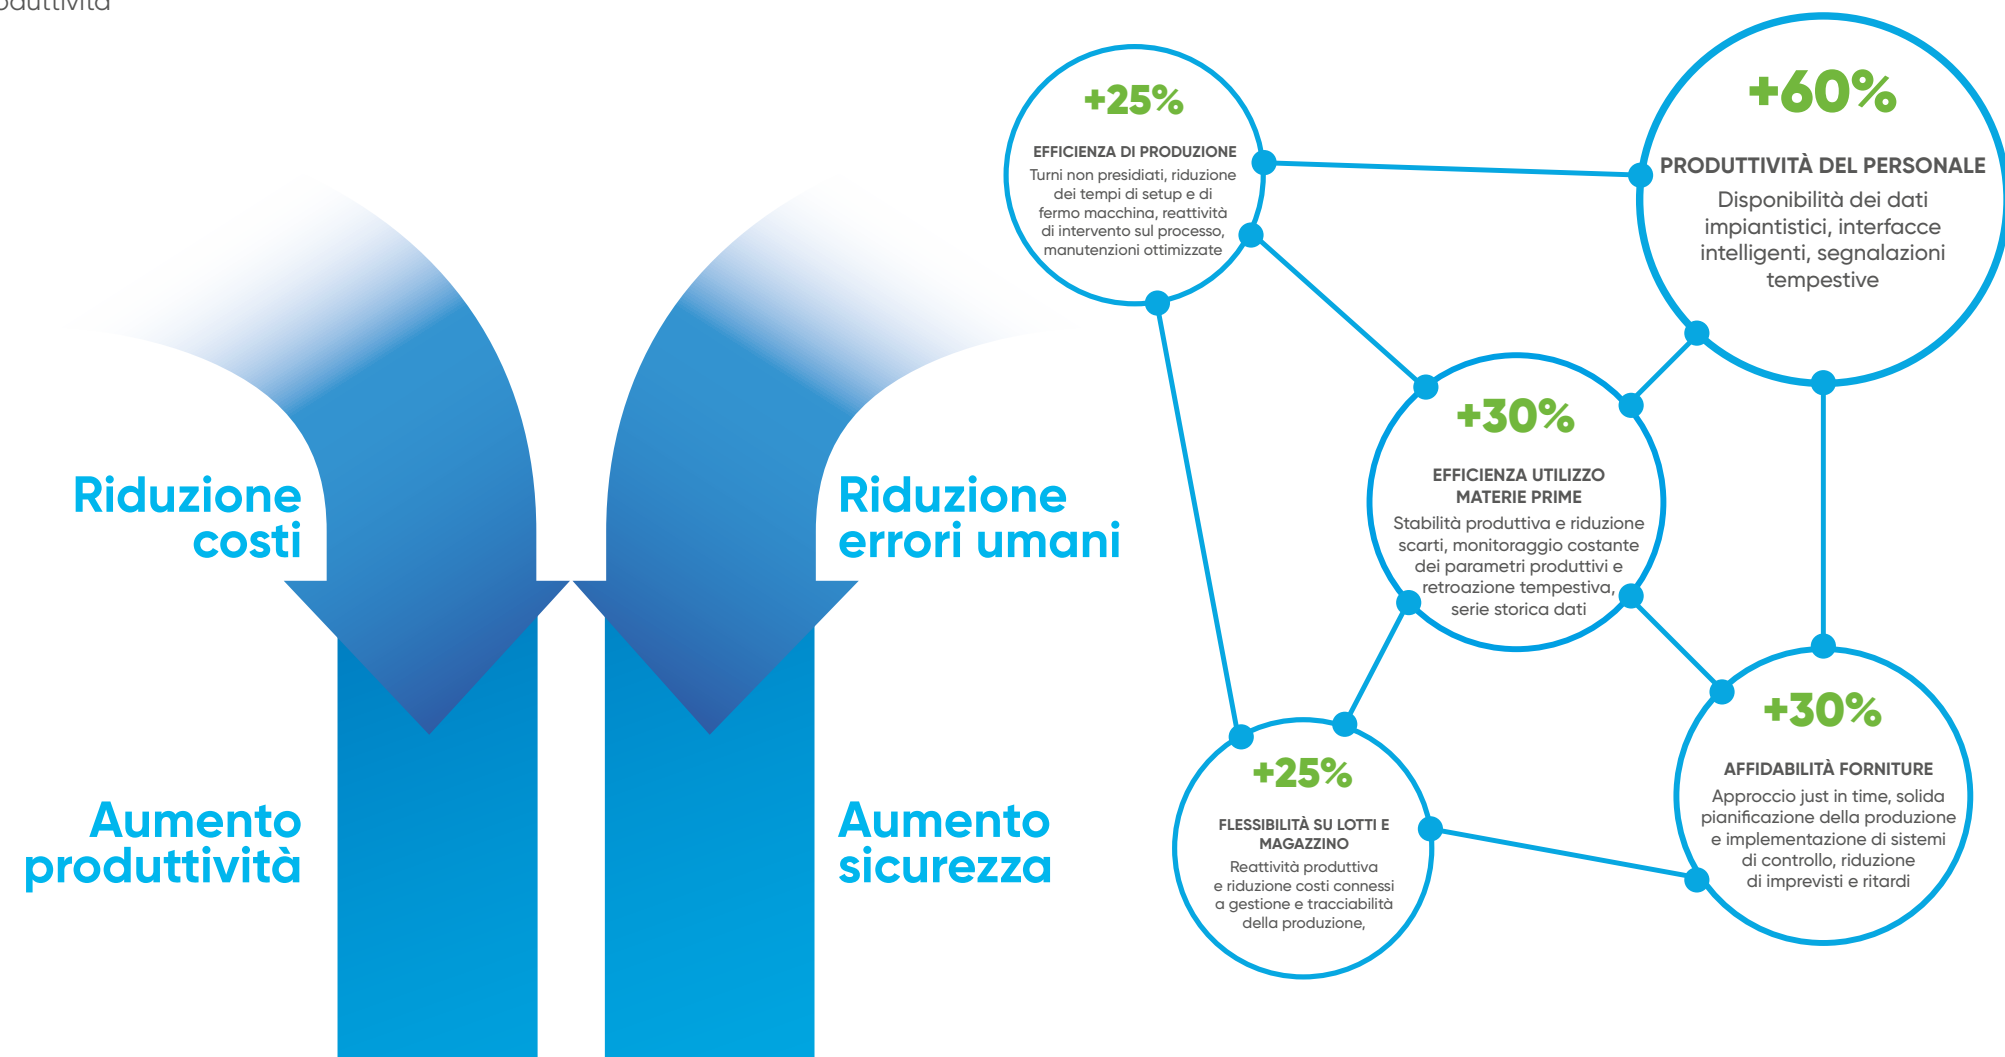 Riduzione
costi
Riduzione
errori umani
Aumento
produttività
Aumento
sicurezza
+25%
EFFICIENZA DI PRODUZIONE
Turni non presidiati, riduzione
dei tempi di setup e di
fermo macchina, reattività
di intervento sul processo,
manutenzioni ottimizzate
+60%
PRODUTTIVITÀ DEL PERSONALE
Disponibilità dei dati
impiantistici, interfacce
intelligenti, segnalazioni
tempestive
+30%
EFFICIENZA UTILIZZO
MATERIE PRIME
Stabilità produttiva e riduzione
scarti, monitoraggio costante
dei parametri produttivi e
retroazione tempestiva,
serie storica dati
+25%
FLESSIBILITÀ SU LOTTI E
MAGAZZINO
Reattività produttiva
e riduzione costi connessi
a gestione e tracciabilità
della produzione,
+30%
AFFIDABILITÀ FORNITURE
Approccio just in time, solida
pianificazione della produzione
e implementazione di sistemi
di controllo, riduzione
di imprevisti e ritardi